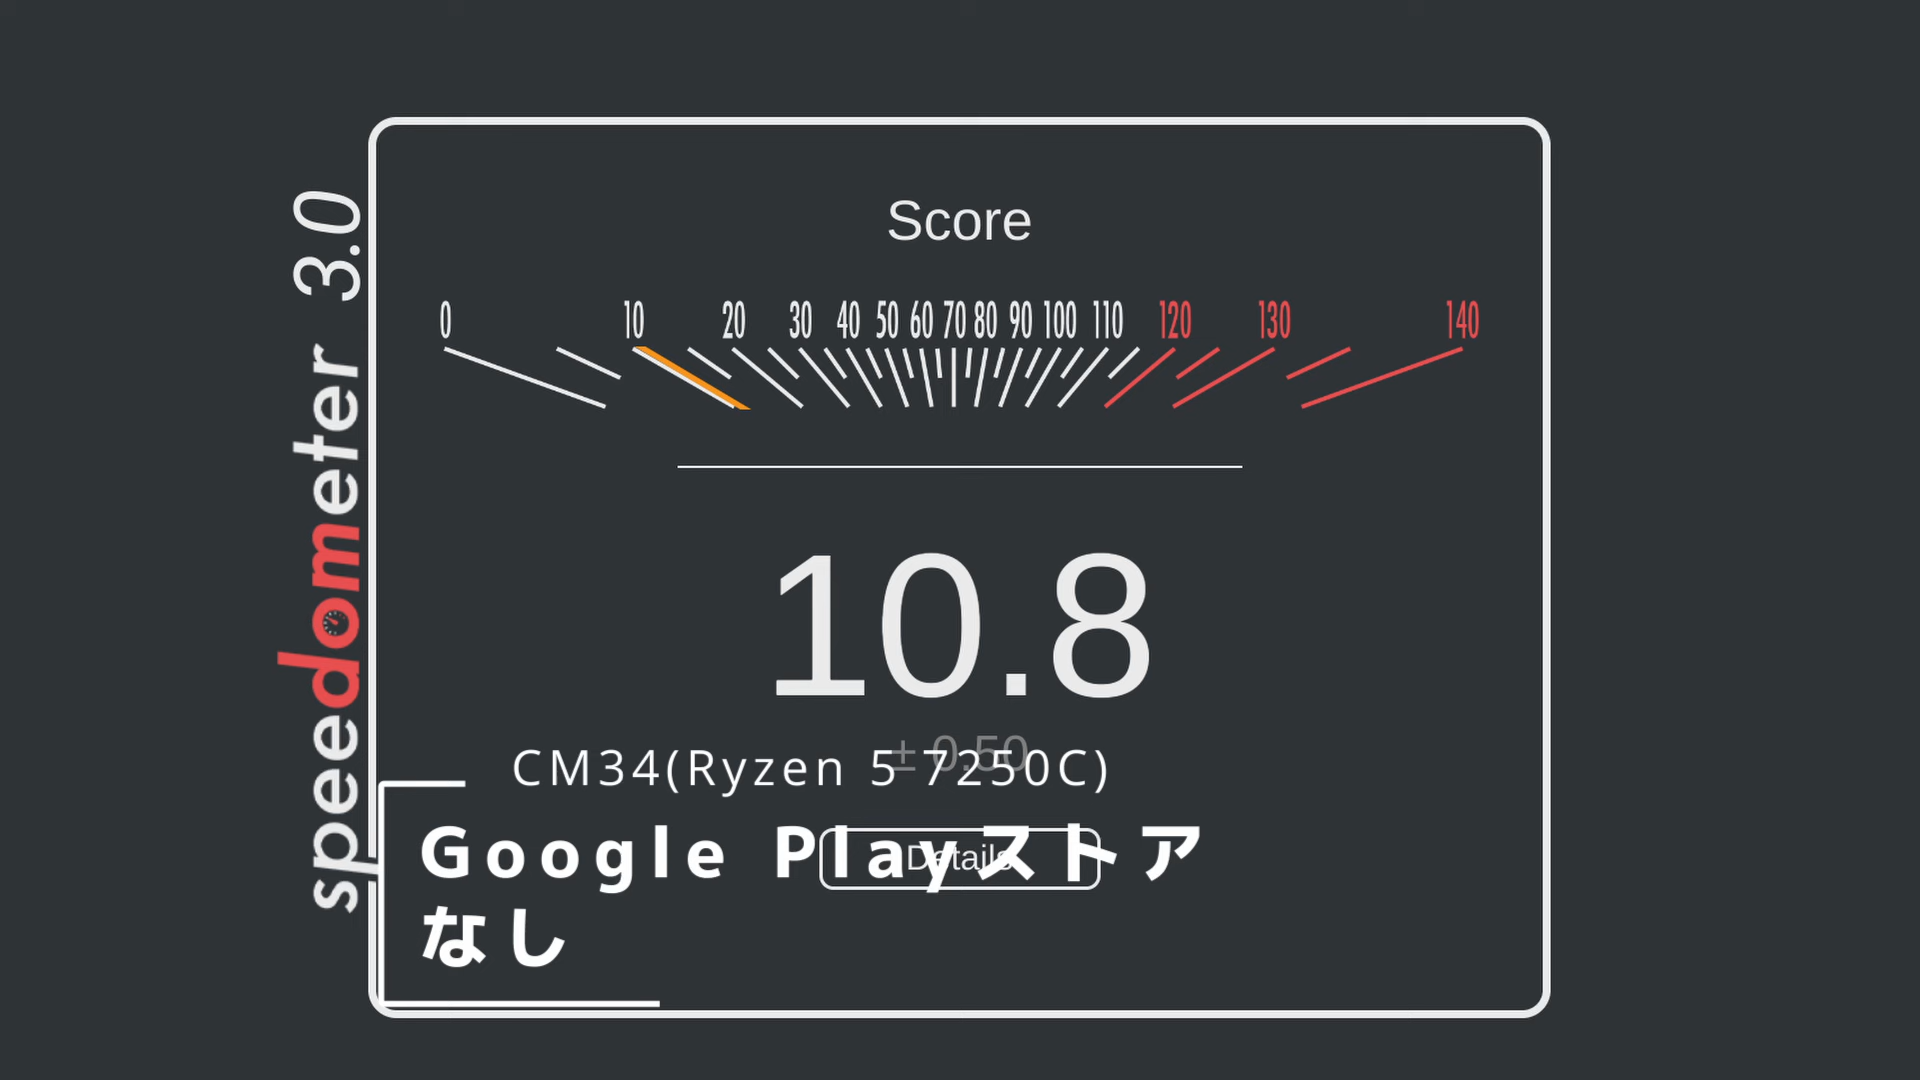 speedometer 3.0
Score
0 10 20 30 40 50 60 70 80 90 100 110 120 130 140
10.8
± 0.50
CM34(Ryzen 5 7250C)
Details
Google Playストア
なし